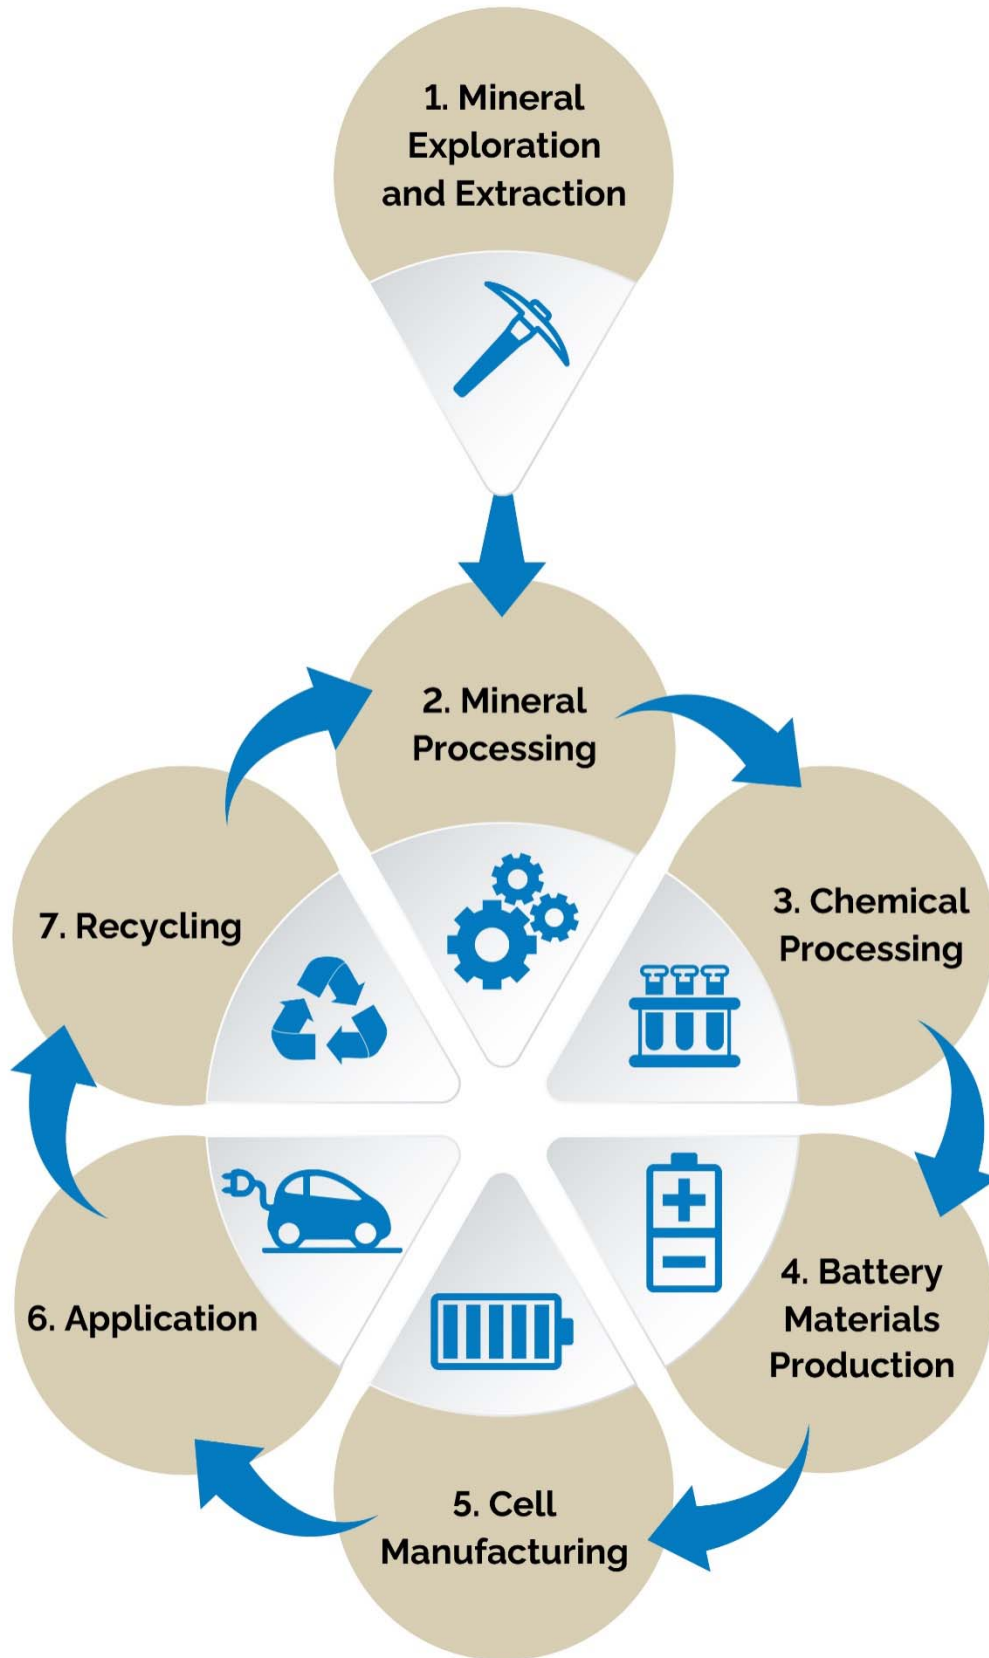 1. Mineral
Exploration
and Extraction
2. Mineral
Processing
3. Chemical
Processing
4. Battery
Materials
Production
5. Cell
Manufacturing
6. Application
7. Recycling